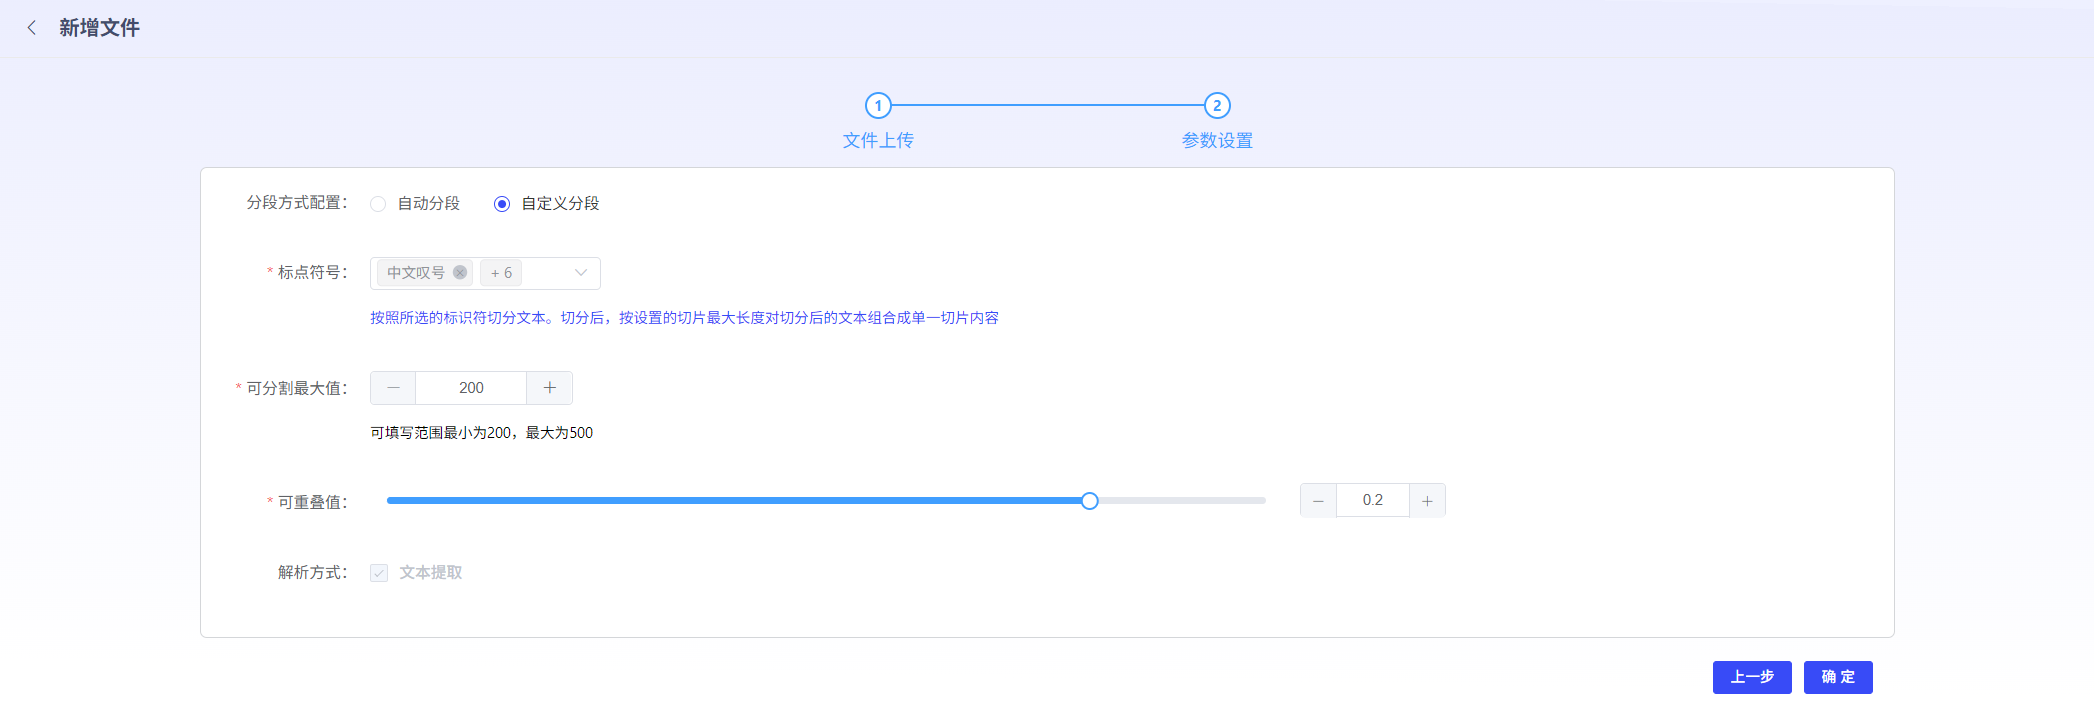 新增文件
1
2
文件上传
参数设置
分段方式配置： 自动分段 自定义分段
* 标点符号： 中文叹号 + 6
按照所选的标识符切分文本。切分后，按设置的切片最大长度对切分后的文本组合成单一切片内容
* 可分割最大值： 200
可填写范围最小为200，最大为500
* 可重叠值： 0.2
解析方式： 文本提取
上一步 确 定